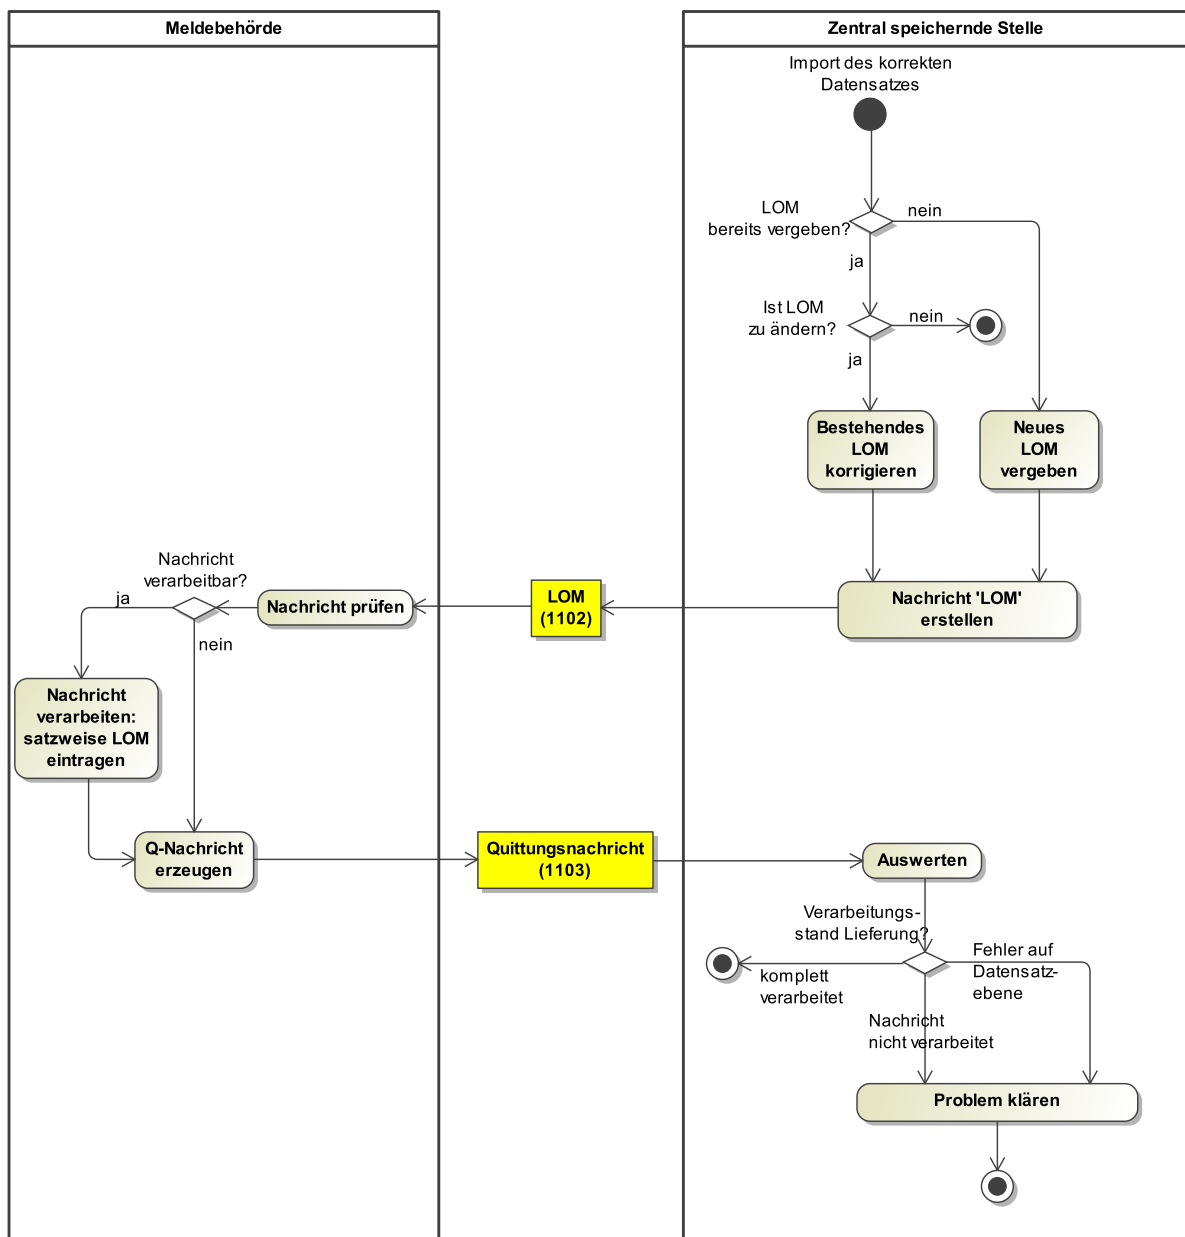 Meldebehörde
Zentral speichernde Stelle
Import des korrekten
Datensatzes
LOM
bereits vergeben?
nein
ja
Ist LOM
zu ändern?
nein
ja
Bestehendes
LOM
korrigieren
Neues
LOM
vergeben
Nachricht
verarbeitbar?
ja
nein
Nachricht prüfen
LOM
(1102)
Nachricht 'LOM'
erstellen
Nachricht
verarbeiten:
satzweise LOM
eintragen
Q-Nachricht
erzeugen
Quittungsnachricht
(1103)
Auswerten
Verarbeitungs-
stand Lieferung?
komplett
verarbeitet
Fehler auf
Datensatz-
ebene
Nachricht
nicht verarbeitet
Problem klären